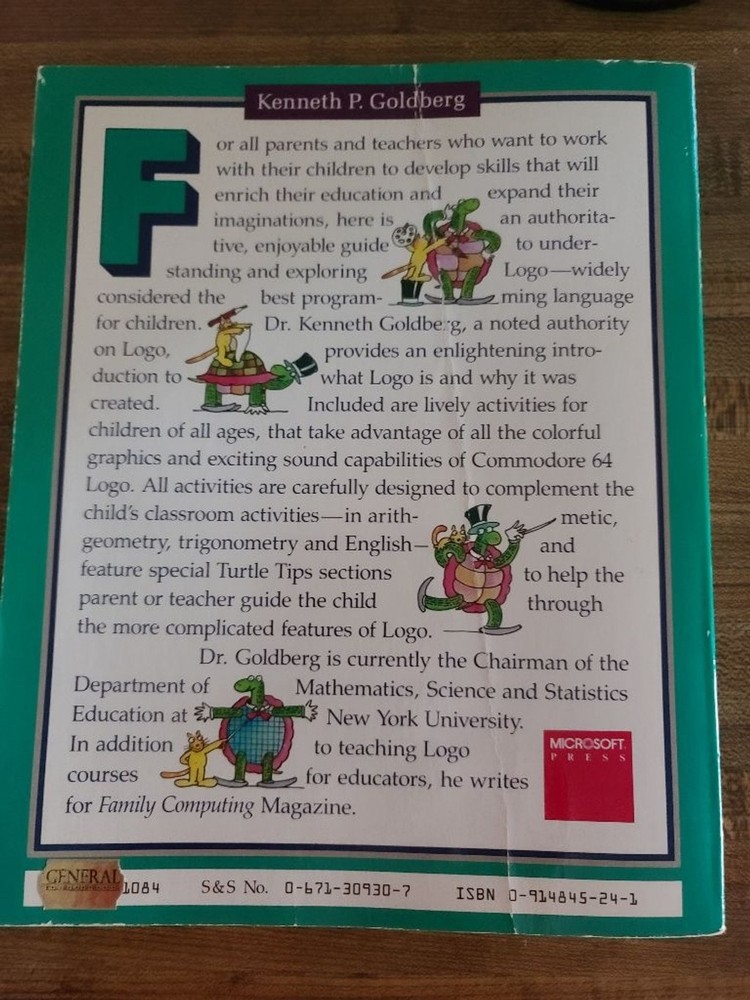 Kenneth P. Goldberg
For all parents and teachers who want to work
with their children to develop skills that will
enrich their education and expand their
imaginations, here is an authorita-
tive, enjoyable guide to under-
standing and exploring Logo—widely
considered the best program- ming language
for children. Dr. Kenneth Goldberg, a noted authority
on Logo, provides an enlightening intro-
duction to what Logo is and why it was
created. Included are lively activities for
children of all ages, that take advantage of all the colorful
graphics and exciting sound capabilities of Commodore 64
Logo. All activities are carefully designed to complement the
child's classroom activities—in arith- metic,
geometry, trigonometry and English— and
feature special Turtle Tips sections to help the
parent or teacher guide the child through
the more complicated features of Logo.
Dr. Goldberg is currently the Chairman of the
Department of Mathematics, Science and Statistics
Education at New York University.
In addition to teaching Logo
courses for educators, he writes
for Family Computing Magazine.
MICROSOFT
PRESS
GENERAL
1084 S&S No. 0-671-30930-7 ISBN 0-914845-24-1